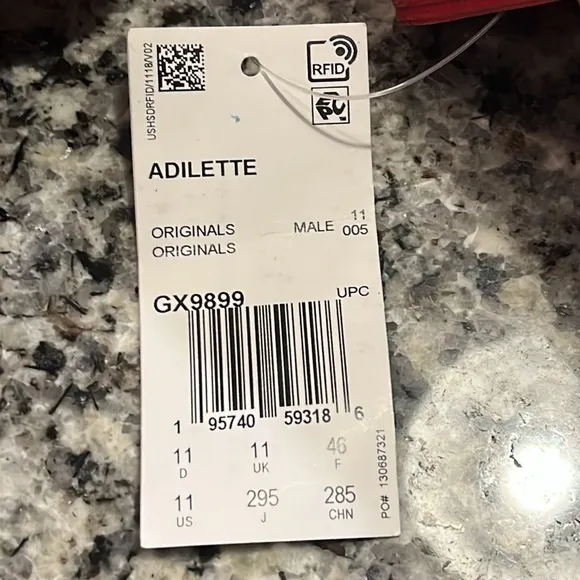 USHSDRFID/1118/V02
RFID
ADILETTE
ORIGINALS MALE 11
ORIGINALS 005
GX9899 UPC
1 95740 59318 6
11 11 46
D UK F
11 295 285
US J CHN
PO# 130687321